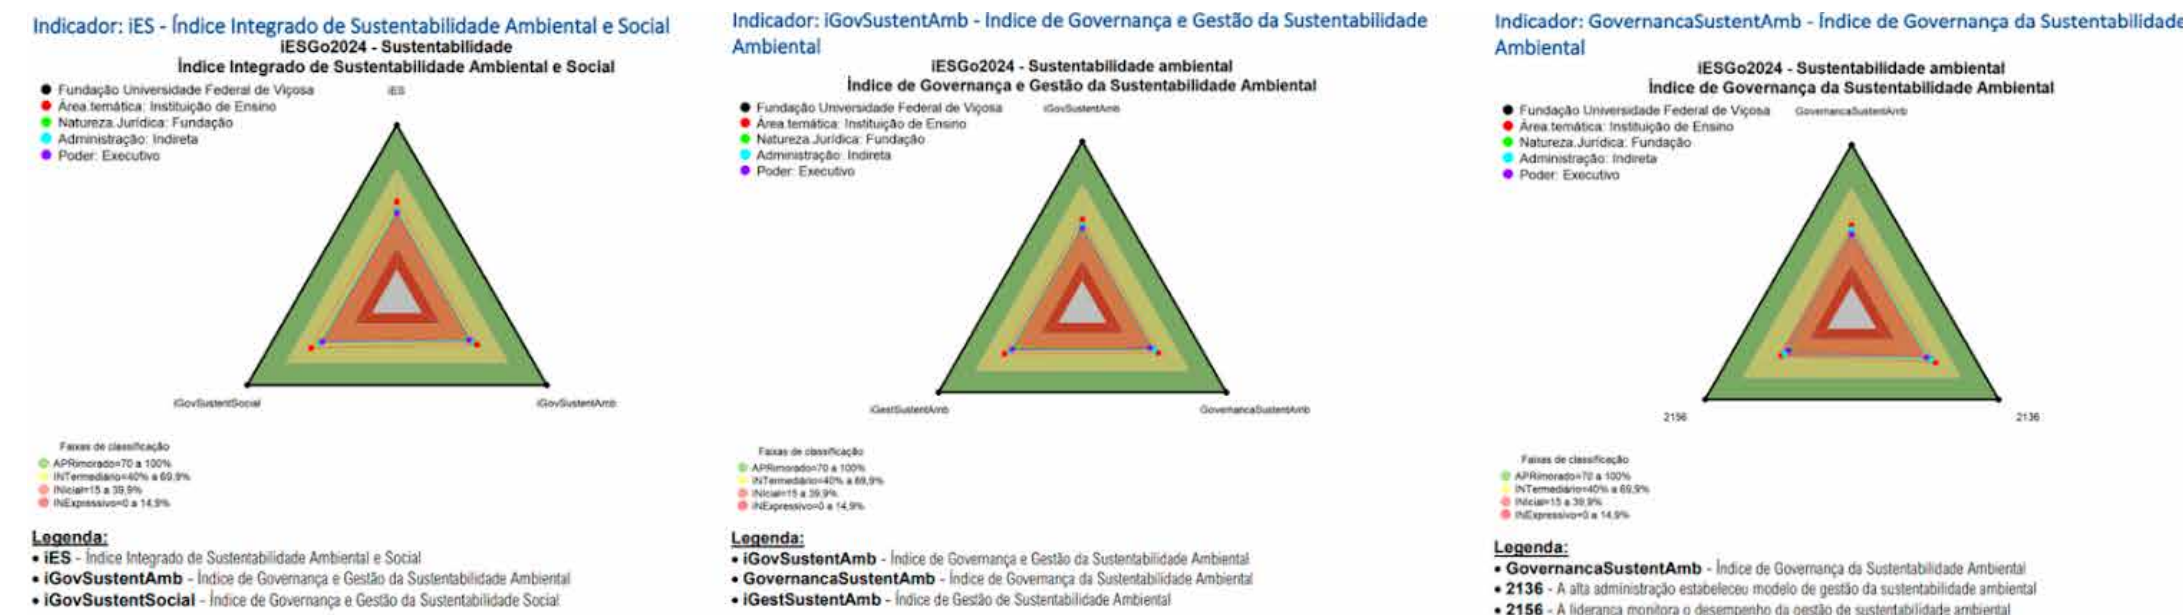 Indicador: iES - Índice Integrado de Sustentabilidade Ambiental e Social
iESGo2024 - Sustentabilidade
Índice Integrado de Sustentabilidade Ambiental e Social
Fundação Universidade Federal de Viçosa
Área.temática: Instituição de Ensino
Natureza.Jurídica: Fundação
Administração: Indireta
Poder: Executivo
iES
iGovSustentSocial
iGovSustentAmb
Faixas de classificação
APRimorado=70 a 100%
INTermediário=40% a 69,9%
INIcial=15 a 39,9%
INExpressivo=0 a 14,9%
Legenda:
• iES - Índice Integrado de Sustentabilidade Ambiental e Social
• iGovSustentAmb - Índice de Governança e Gestão da Sustentabilidade Ambiental
• iGovSustentSocial - Índice de Governança e Gestão da Sustentabilidade Social
Indicador: iGovSustentAmb - Índice de Governança e Gestão da Sustentabilidade
Ambiental
iESGo2024 - Sustentabilidade ambiental
Índice de Governança e Gestão da Sustentabilidade Ambiental
Fundação Universidade Federal de Viçosa
Área.temática: Instituição de Ensino
Natureza.Jurídica: Fundação
Administração: Indireta
Poder: Executivo
iGovSustentAmb
iGestSustentAmb
GovernancaSustentAmb
Faixas de classificação
APRimorado=70 a 100%
INTermediário=40% a 69,9%
INIcial=15 a 39,9%
INExpressivo=0 a 14,9%
Legenda:
• iGovSustentAmb - Índice de Governança e Gestão da Sustentabilidade Ambiental
• GovernancaSustentAmb - Índice de Governança da Sustentabilidade Ambiental
• iGestSustentAmb - Índice de Gestão de Sustentabilidade Ambiental
Indicador: GovernancaSustentAmb - Índice de Governança da Sustentabilidade
Ambiental
iESGo2024 - Sustentabilidade ambiental
Índice de Governança da Sustentabilidade Ambiental
Fundação Universidade Federal de Viçosa
Área.temática: Instituição de Ensino
Natureza.Jurídica: Fundação
Administração: Indireta
Poder: Executivo
GovernancaSustentAmb
2156
2136
Faixas de classificação
APRimorado=70 a 100%
INTermediário=40% a 69,9%
INIcial=15 a 39,9%
INExpressivo=0 a 14,9%
Legenda:
• GovernancaSustentAmb - Índice de Governança da Sustentabilidade Ambiental
• 2136 - A alta administração estabeleceu modelo de gestão da sustentabilidade ambiental
• 2156 - A liderança monitora o desempenho da gestão de sustentabilidade ambiental